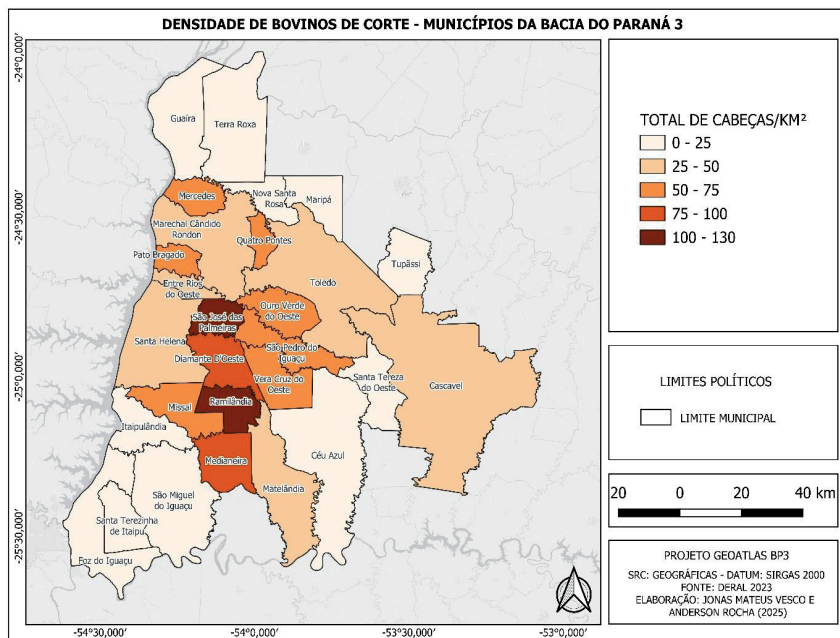 DENSIDADE DE BOVINOS DE CORTE - MUNICÍPIOS DA BACIA DO PARANÁ 3
-24°0,000'
-24°30,000'
-25°0,000'
-25°30,000'
Guaíra
Terra Roxa
Mercedes
Nova Santa
Rosa
Maripá
Marechal Cândido
Rondon
Quatro Pontes
Pato Bragado
Tupãssi
Toledo
Entre Rios
do Oeste
Ouro Verde
do Oeste
São José das
Palmeiras
Santa Helena
Diamante D'Oeste
São Pedro do
Iguaçu
Vera Cruz do
Oeste
Santa Tereza
do Oeste
Cascavel
Missal
Ramilândia
Itaipulândia
Medianeira
Céu Azul
Matelândia
São Miguel
do Iguaçu
Santa Terezinha
de Itaipu
Foz do Iguaçu
-54°30,000'
-54°0,000'
-53°30,000'
-53°0,000'
TOTAL DE CABEÇAS/KM²
0 - 25
25 - 50
50 - 75
75 - 100
100 - 130
LIMITES POLÍTICOS
LIMITE MUNICIPAL
20 0 20 40 km
PROJETO GEOATLAS BP3
SRC: GEOGRÁFICAS - DATUM: SIRGAS 2000
FONTE: DERAL 2023
ELABORAÇÃO: JONAS MATEUS VESCO E
ANDERSON ROCHA (2025)